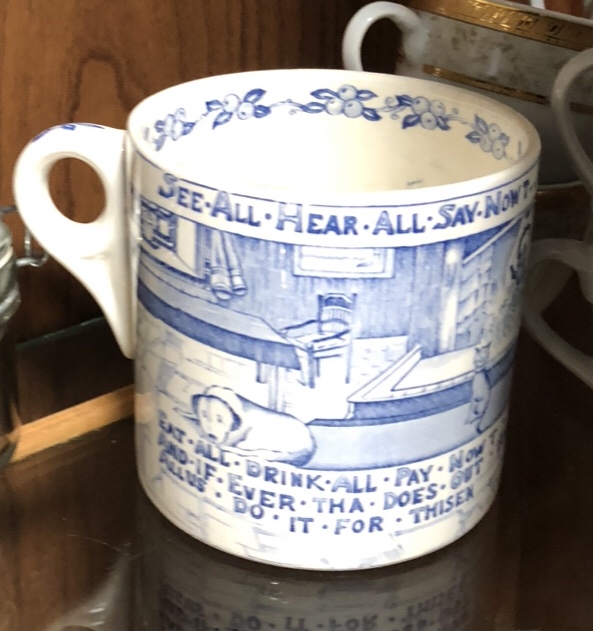 SEE·ALL·HEAR·ALL·SAY·NOWT
EAT·ALL·DRINK·ALL·PAY·NOWT
AND·IF·EVER·THA·DOES·OUT
ALLUS·DO·IT·FOR·THISEN